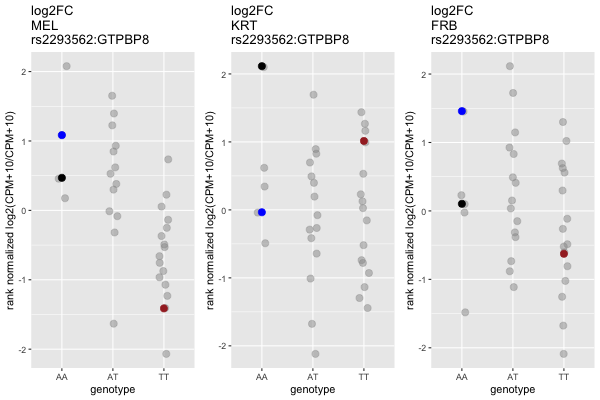 log2FC
MEL
rs2293562:GTPBP8
rank normalized log2(CPM+10/CPM+10)
2
1
0
-1
-2
AA AT TT
genotype
log2FC
KRT
rs2293562:GTPBP8
rank normalized log2(CPM+10/CPM+10)
2
1
0
-1
-2
AA AT TT
genotype
log2FC
FRB
rs2293562:GTPBP8
rank normalized log2(CPM+10/CPM+10)
2
1
0
-1
-2
AA AT TT
genotype